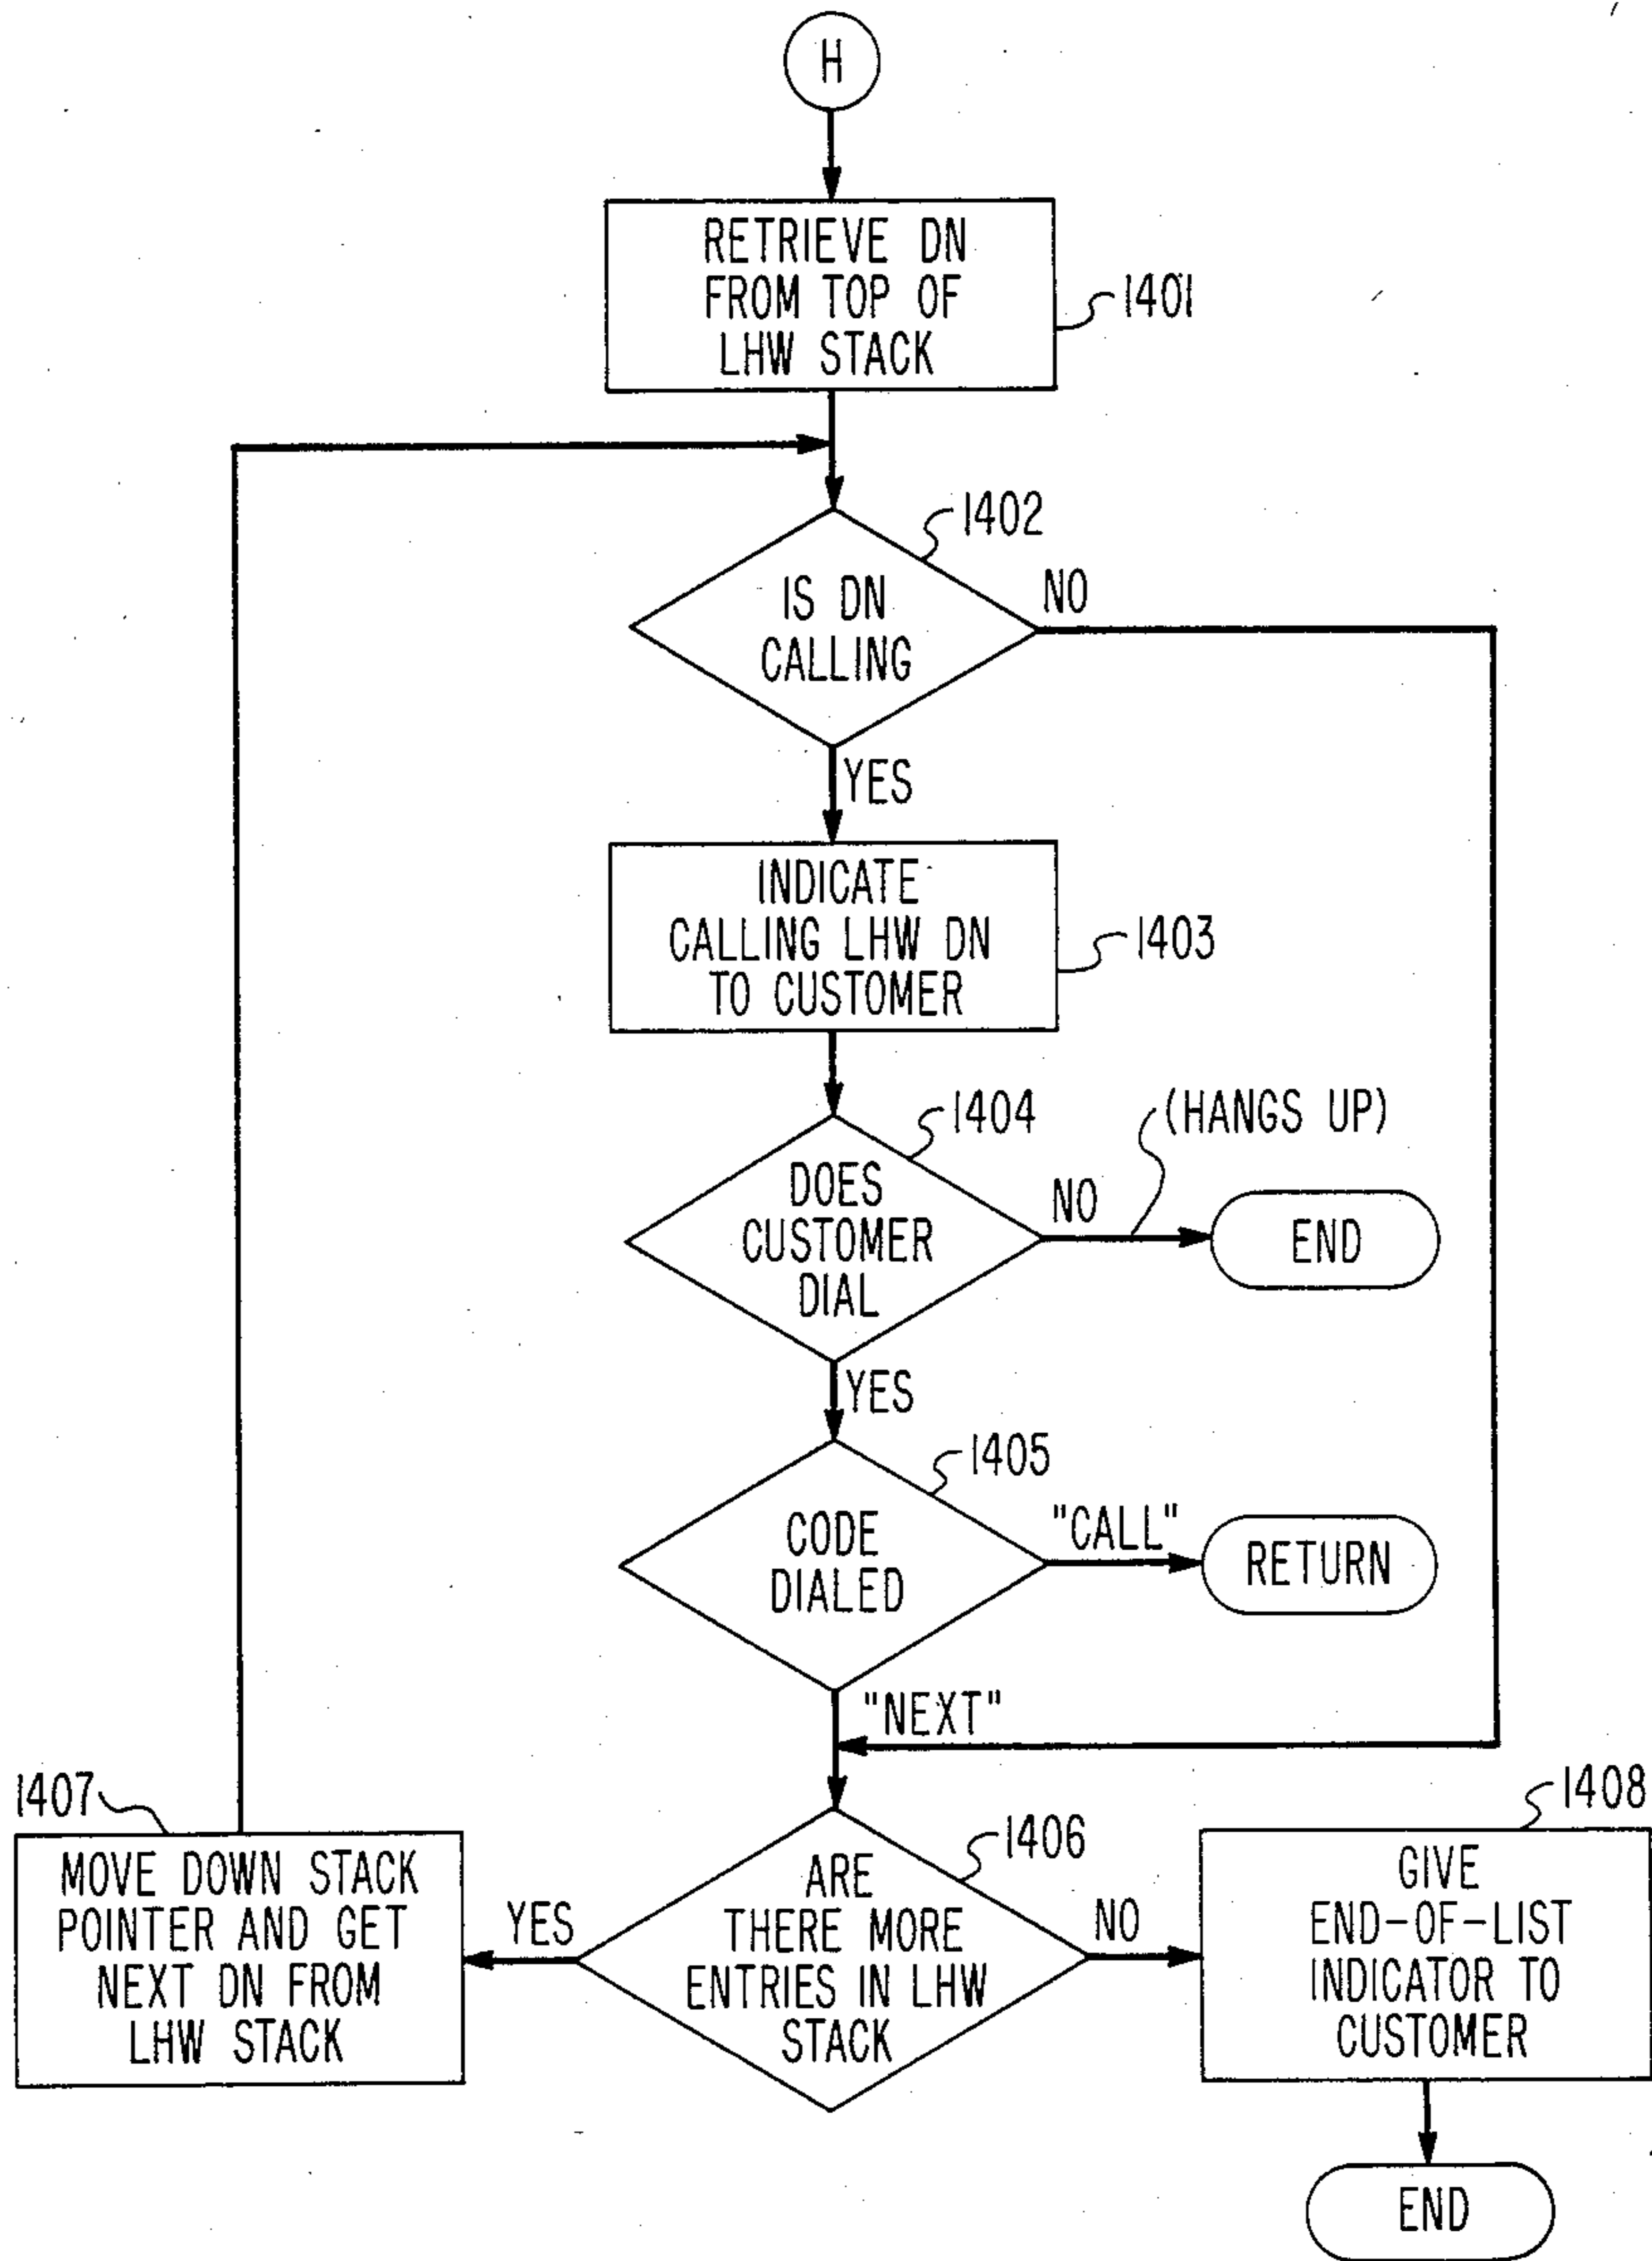 H
RETRIEVE DN
FROM TOP OF
LHW STACK
1401
1402
IS DN
CALLING
NO
YES
INDICATE
CALLING LHW DN
TO CUSTOMER
1403
1404
(HANGS UP)
DOES
CUSTOMER
DIAL
NO
END
YES
1405
CODE
DIALED
"CALL"
RETURN
"NEXT"
1407
MOVE DOWN STACK
POINTER AND GET
NEXT DN FROM
LHW STACK
YES
1406
ARE
THERE MORE
ENTRIES IN LHW
STACK
NO
1408
GIVE
END-OF-LIST
INDICATOR TO
CUSTOMER
END